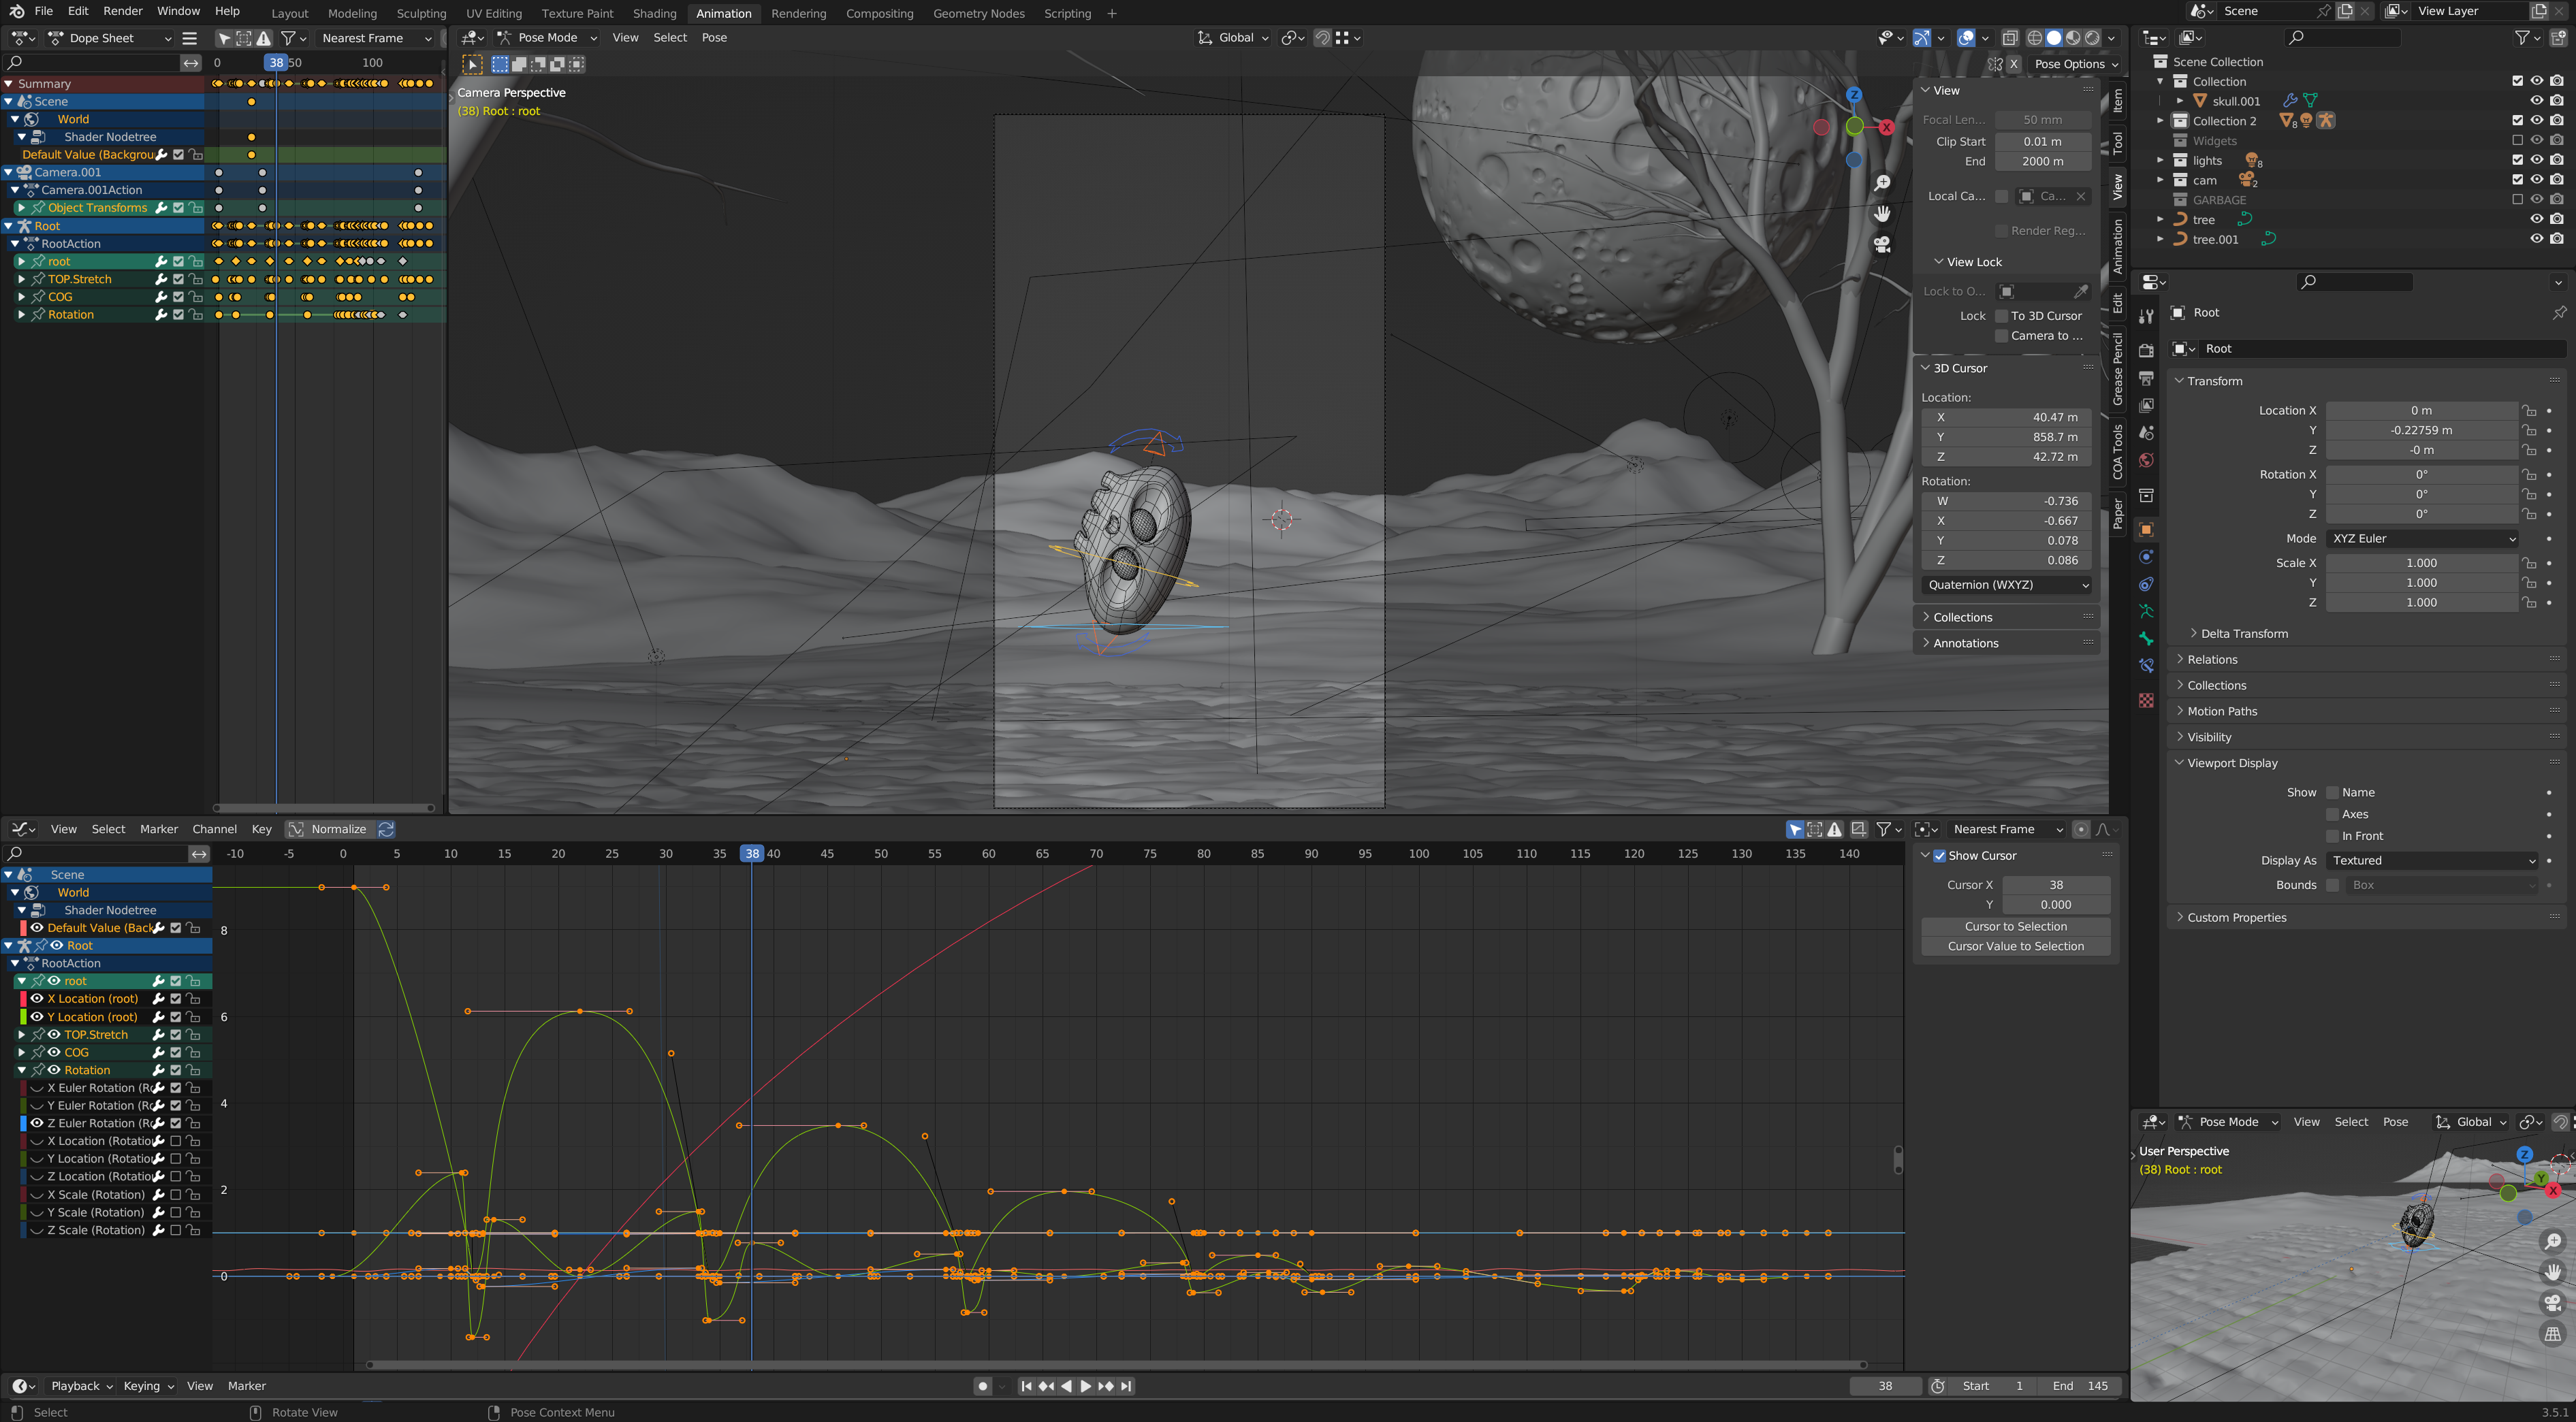 File Edit Render Window Help Layout Modeling Sculpting UV Editing Texture Paint Shading Animation Rendering Compositing Geometry Nodes Scripting + Scene View Layer
Dope Sheet Nearest Frame
0 38 50 100
Summary
Scene
World
Shader Nodetree
Default Value (Backgrou
Camera.001
Camera.001Action
Object Transforms
Root
RootAction
root
TOP.Stretch
COG
Rotation
Pose Mode View Select Pose Global
X Pose Options
Camera Perspective
(38) Root : root
Z
X
View
Focal Len... 50 mm
Clip Start 0.01 m
End 2000 m
Local Ca... Ca...
Render Reg...
View Lock
Lock to O...
Lock To 3D Cursor
Camera to ...
3D Cursor
Location:
X 40.47 m
Y 858.7 m
Z 42.72 m
Rotation:
W -0.736
X -0.667
Y 0.078
Z 0.086
Quaternion (WXYZ)
Collections
Annotations
Item
Tool
View
Animation
Edit
Grease Pencil
COA Tools
Paper
Scene Collection
Collection
skull.001
Collection 2 8
Widgets
lights 8
cam 2
GARBAGE
tree
tree.001
Root
Root
Transform
Location X 0 m
Y -0.22759 m
Z -0 m
Rotation X 0°
Y 0°
Z 0°
Mode XYZ Euler
Scale X 1.000
Y 1.000
Z 1.000
Delta Transform
Relations
Collections
Motion Paths
Visibility
Viewport Display
Show Name
Axes
In Front
Display As Textured
Bounds Box
Custom Properties
View Select Marker Channel Key Normalize Nearest Frame
-10 -5 0 5 10 15 20 25 30 35 38 40 45 50 55 60 65 70 75 80 85 90 95 100 105 110 115 120 125 130 135 140
Scene
World
Shader Nodetree
Default Value (Back
Root
RootAction
root
X Location (root)
Y Location (root)
TOP.Stretch
COG
Rotation
X Euler Rotation (Ro
Y Euler Rotation (Ro
Z Euler Rotation (Ro
X Location (Rotatio
Y Location (Rotatio
Z Location (Rotatio
X Scale (Rotation)
Y Scale (Rotation)
Z Scale (Rotation)
8
6
4
2
0
Show Cursor
Cursor X 38
Y 0.000
Cursor to Selection
Cursor Value to Selection
Pose Mode View Select Pose Global
User Perspective
(38) Root : root
Z
Y
X
Playback Keying View Marker 38 Start 1 End 145
Select Rotate View Pose Context Menu 3.5.1